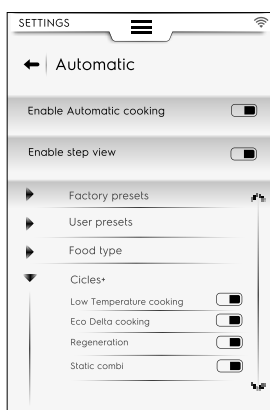 SETTINGS
Automatic
Enable Automatic cooking
Enable step view
Factory presets
User presets
Food type
Cicles+
Low Temperature cooking
Eco Delta cooking
Regeneration
Static combi